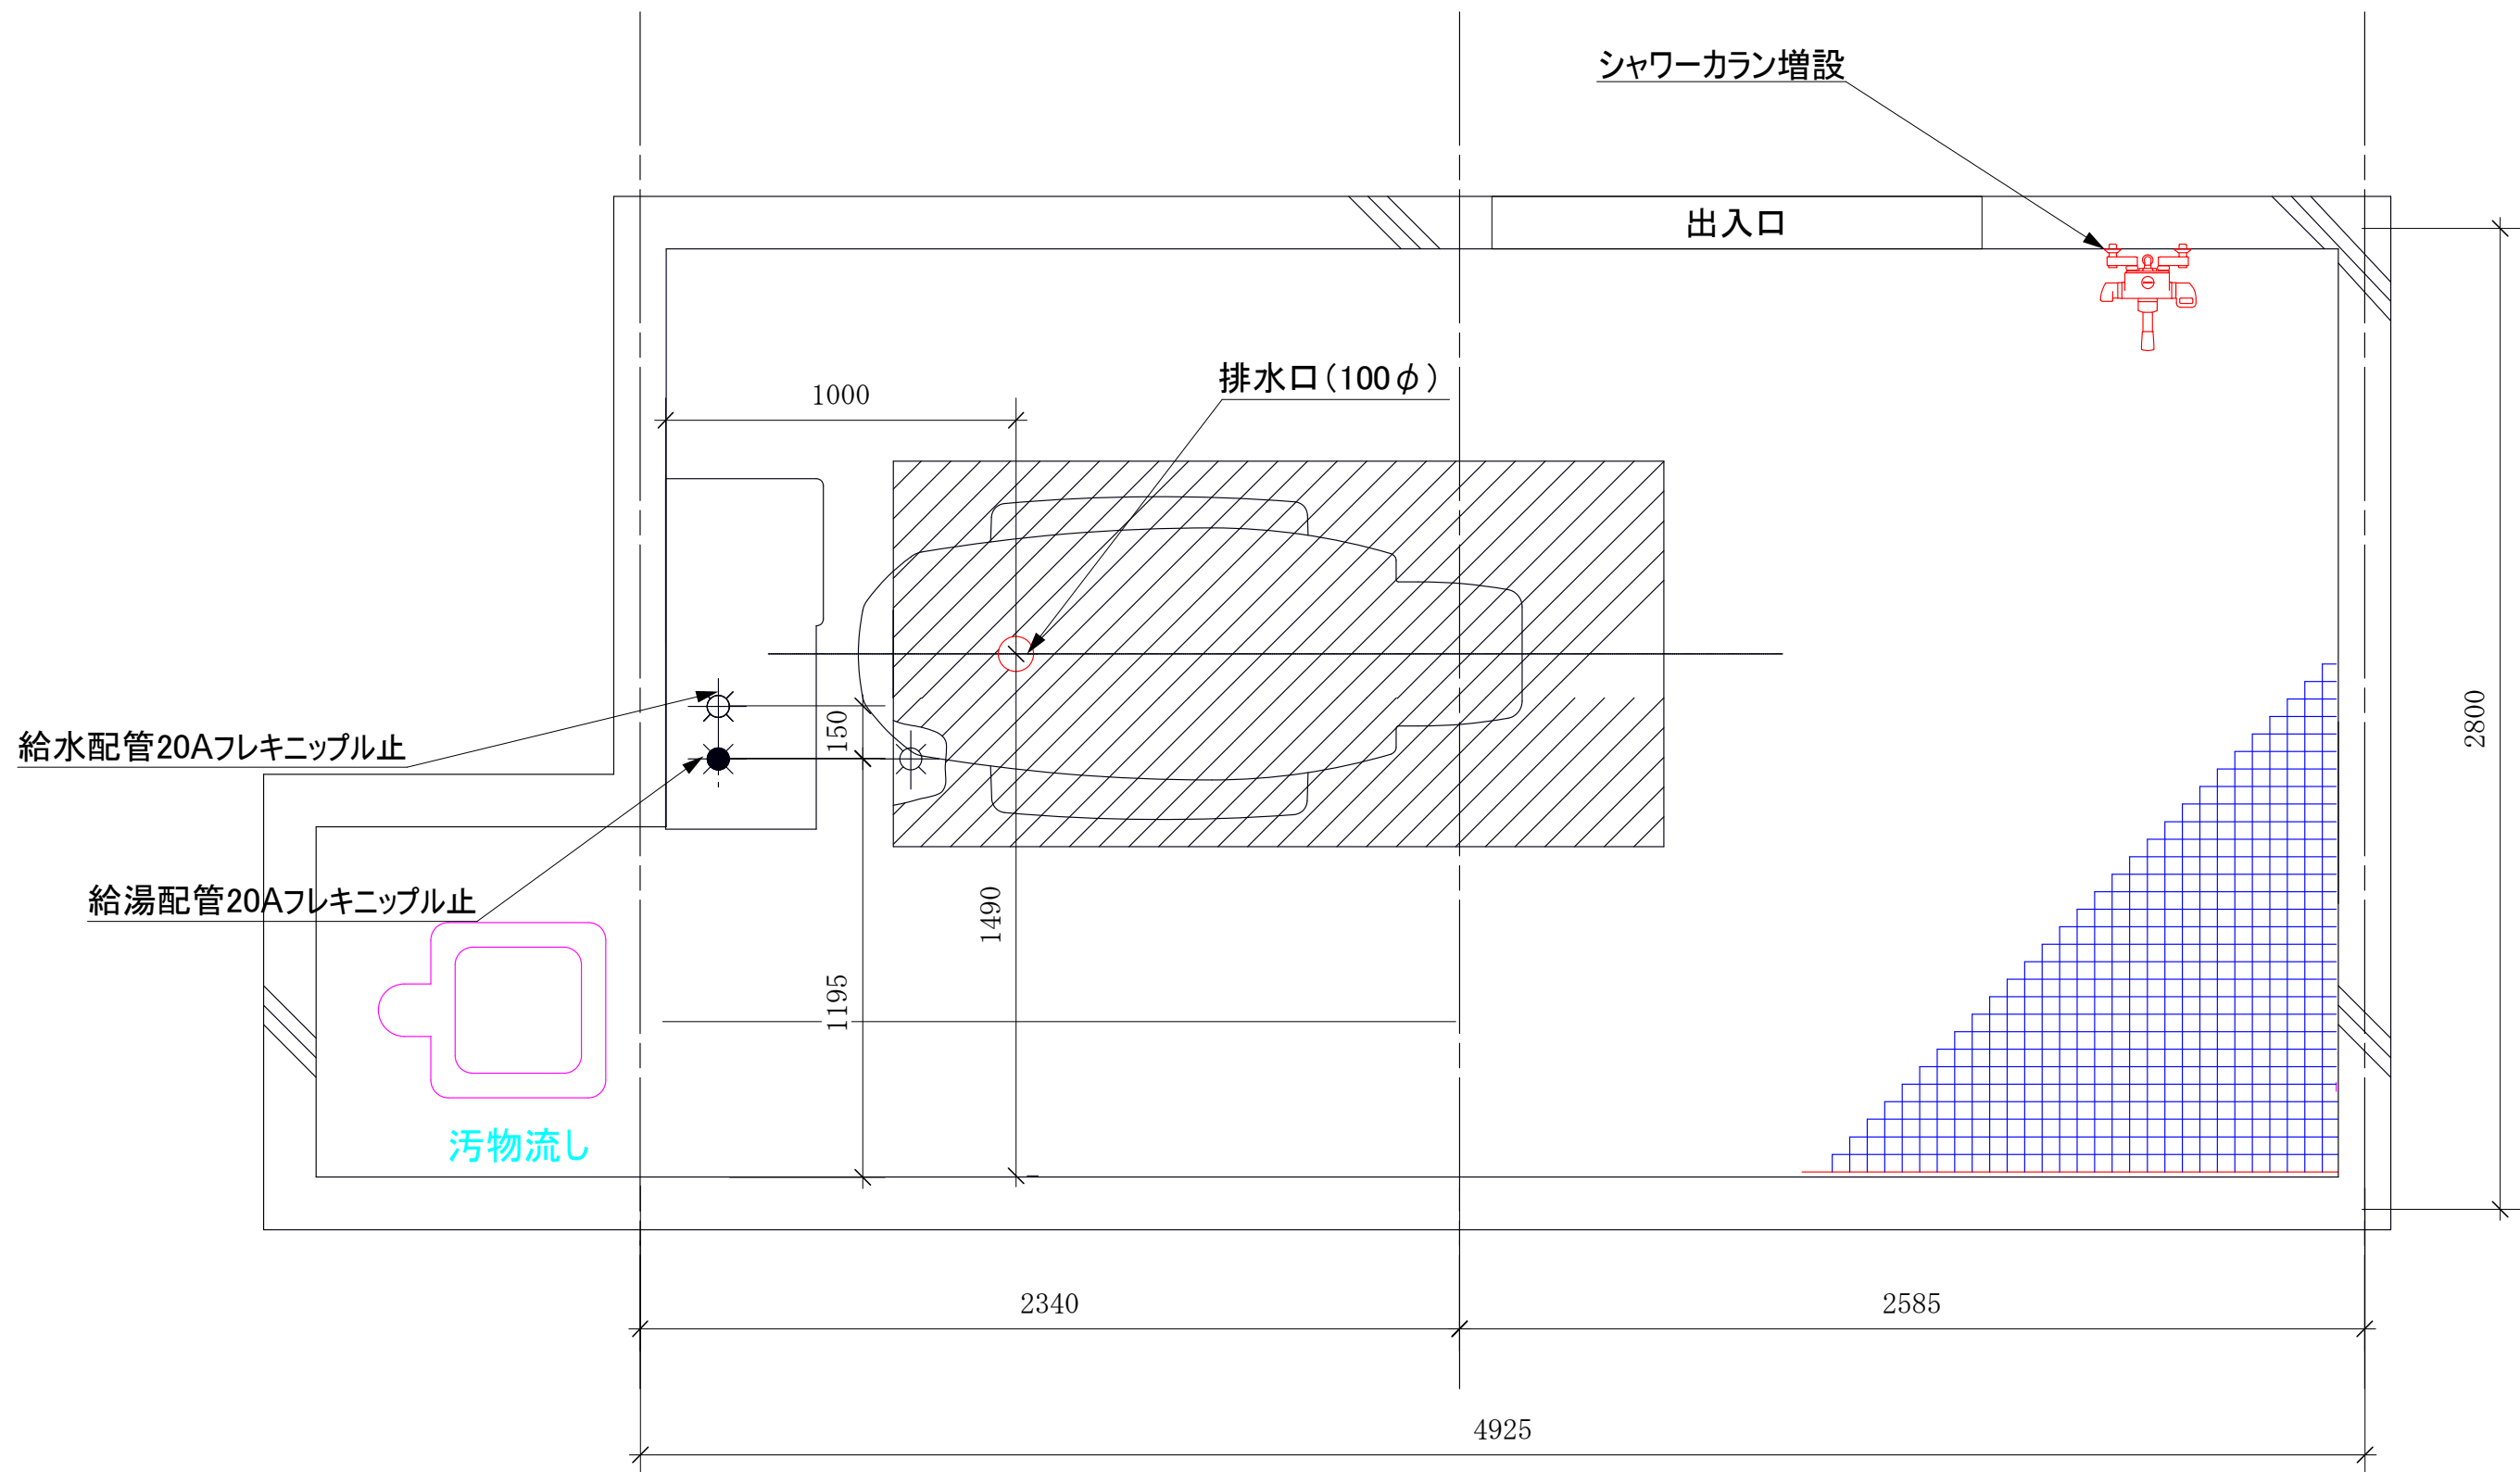 シャワーカラン増設
出入口
排水口(100φ)
1000
給水配管20Aフレキニップル止
150
2800
給湯配管20Aフレキニップル止
1490
1195
汚物流し
2340
2585
4925